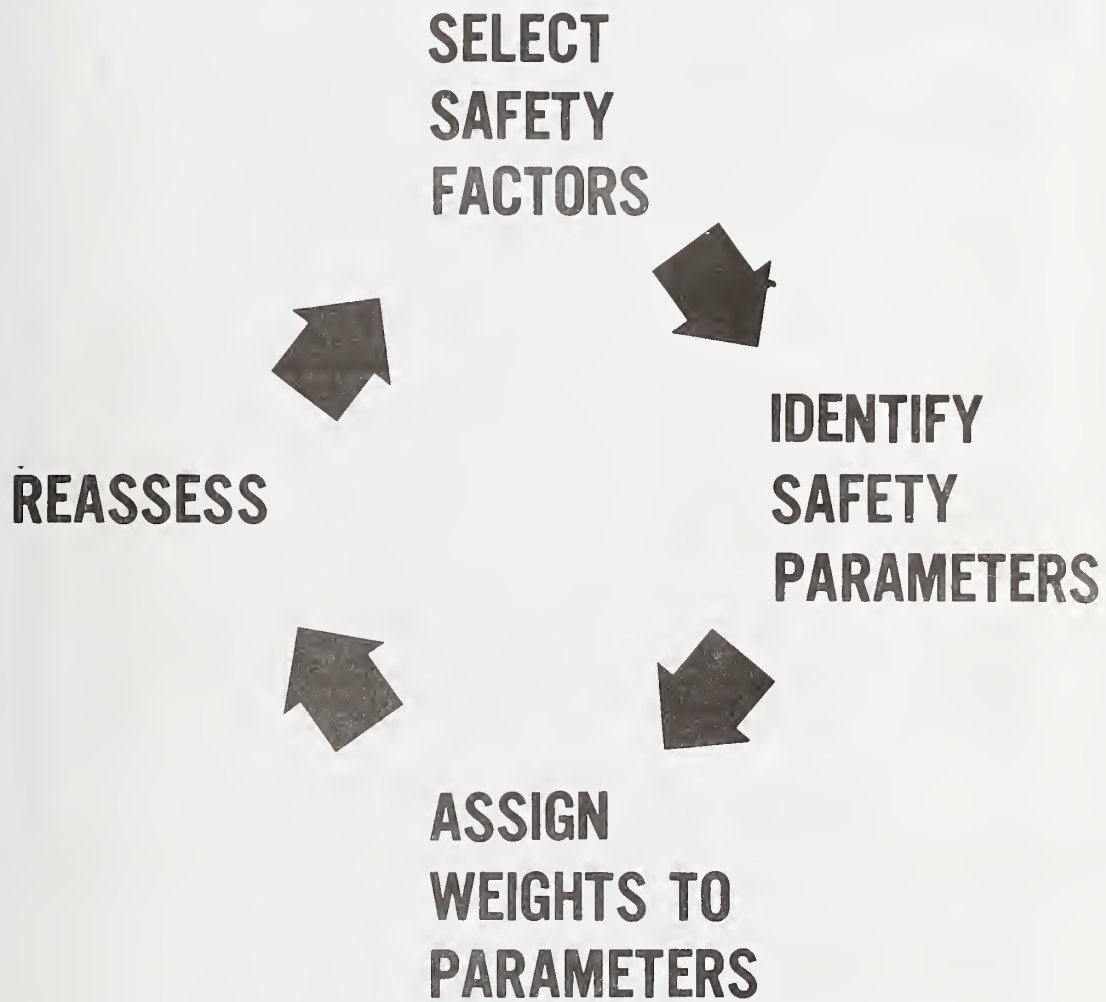 SELECT
SAFETY
FACTORS
IDENTIFY
SAFETY
PARAMETERS
ASSIGN
WEIGHTS TO
PARAMETERS
REASSESS